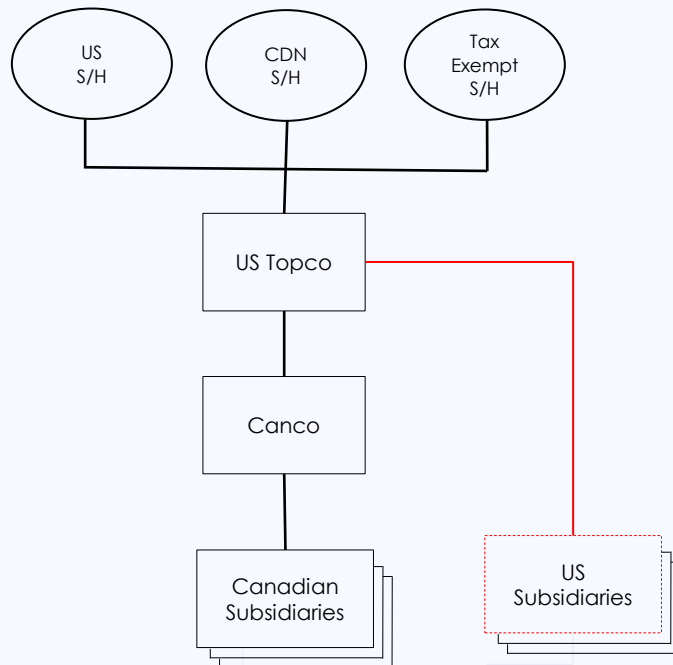 US
S/H
CDN
S/H
Tax
Exempt
S/H
US Topco
Canco
Canadian
Subsidiaries
US
Subsidiaries